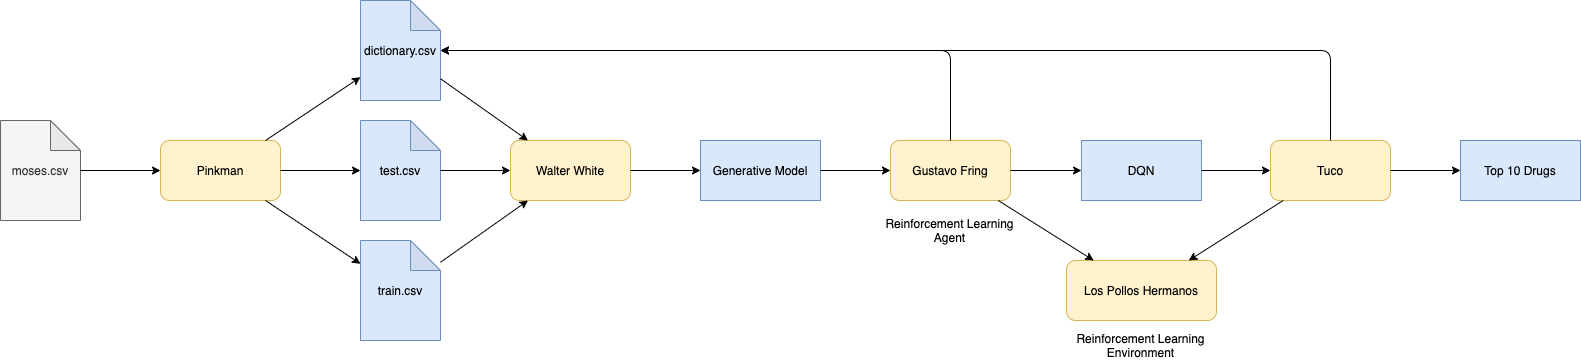 dictionary.csv
moses.csv
Pinkman
test.csv
Walter White
Generative Model
Gustavo Fring
DQN
Tuco
Top 10 Drugs
Reinforcement Learning
Agent
train.csv
Los Pollos Hermanos
Reinforcement Learning
Environment